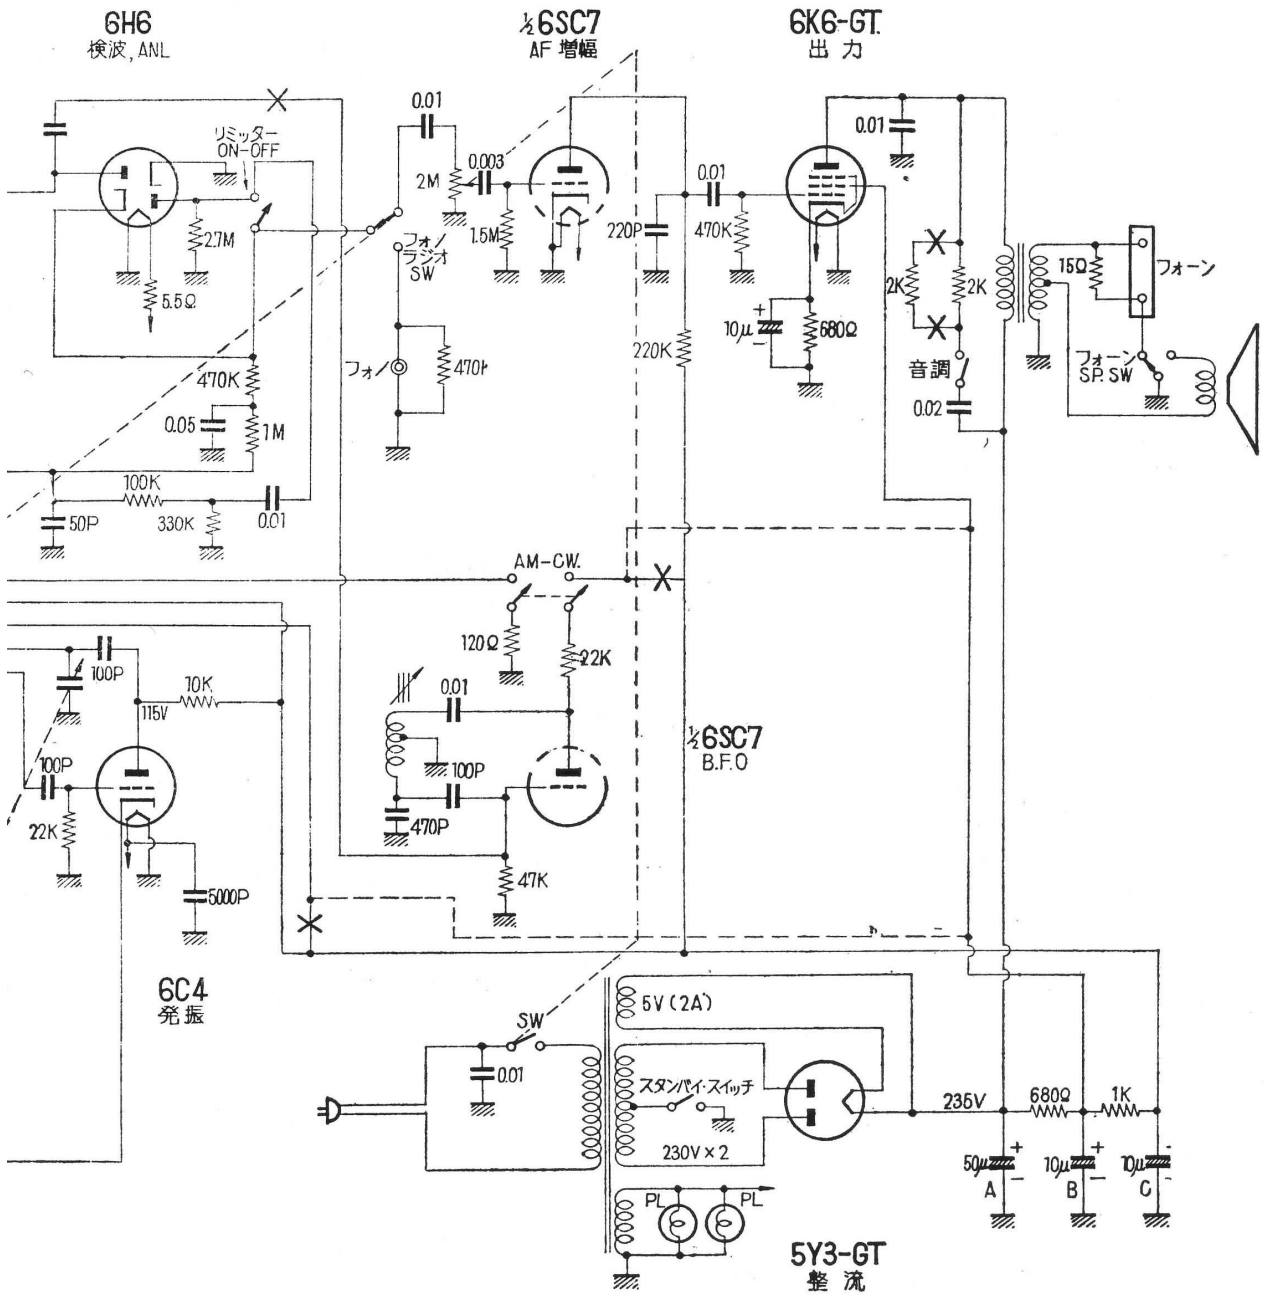 6H6
検波, ANL
½6SC7
AF 増幅
6K6-GT.
出力
リミッター
ON-OFF
0.01
2M
0.003
1.5M
2.7M
5.5Ω
フォノ
ラジオ
SW
220P
0.01
470K
0.01
2K
2K
15Ω
フォーン
10μ
+
-
680Ω
220K
470K
0.05
1M
フォノ
音調
0.02
フォーン
SP. SW
100K
50P
330K
0.01
AM-CW.
120Ω
22K
100P
10K
115V
0.01
½6SC7
B.F.O
100P
470P
100P
22K
5000P
47K
6C4
発振
SW
0.01
5V (2A)
スタンバイ・スイッチ
230V×2
235V
680Ω
1K
50μ
+
-
A
10μ
+
-
B
10μ
-
C
PL
PL
5Y3-GT
整流